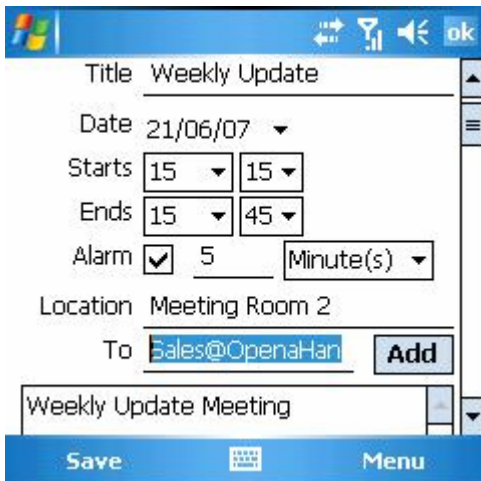 ok
Title Weekly Update
Date 21/06/07
Starts 15 15
Ends 15 45
Alarm 5 Minute(s)
Location Meeting Room 2
To Sales@OpenaHan Add
Weekly Update Meeting
Save Menu